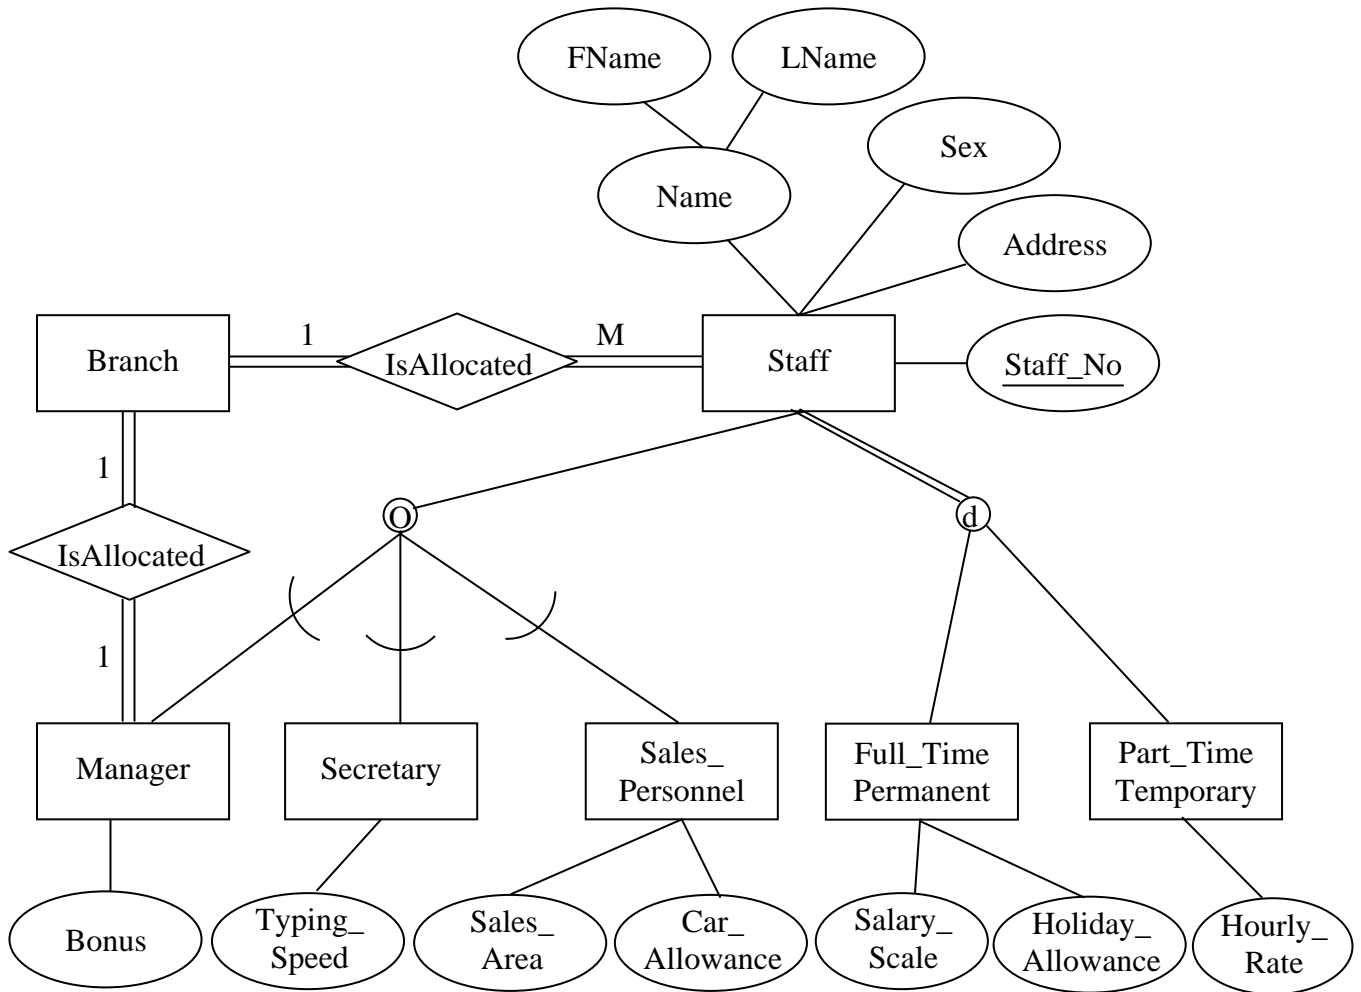 FName
LName
Sex
Name
Address
1
M
Branch
IsAllocated
Staff
Staff_No
1
O
d
IsAllocated
1
Manager
Secretary
Sales_
Personnel
Full_Time
Permanent
Part_Time
Temporary
Bonus
Typing_
Speed
Sales_
Area
Car_
Allowance
Salary_
Scale
Holiday_
Allowance
Hourly_
Rate